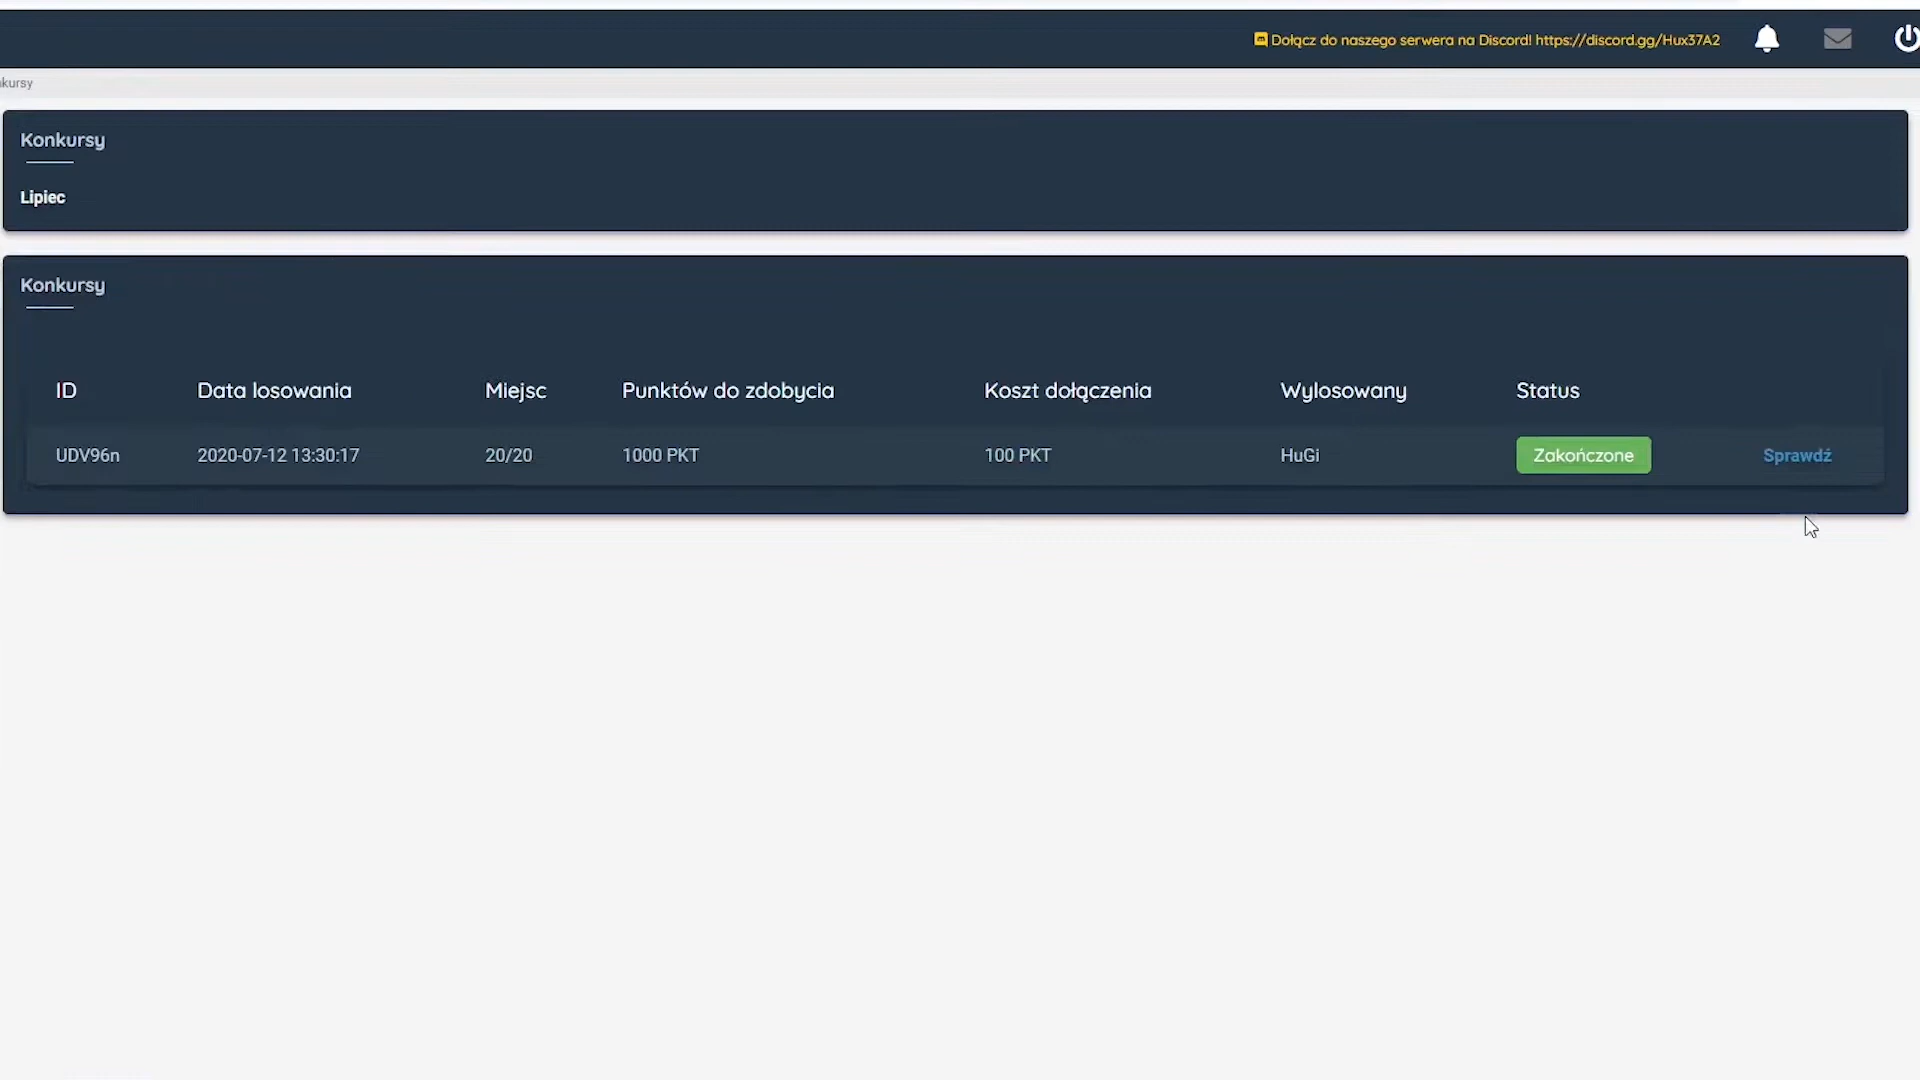 Dołącz do naszego serwera na Discord! https://discord.gg/Hux37A2
kursy
Konkursy
Lipiec
Konkursy
ID Data losowania Miejsc Punktów do zdobycia Koszt dołączenia Wylosowany Status
UDV96n 2020-07-12 13:30:17 20/20 1000 PKT 100 PKT HuGi Zakończone Sprawdź